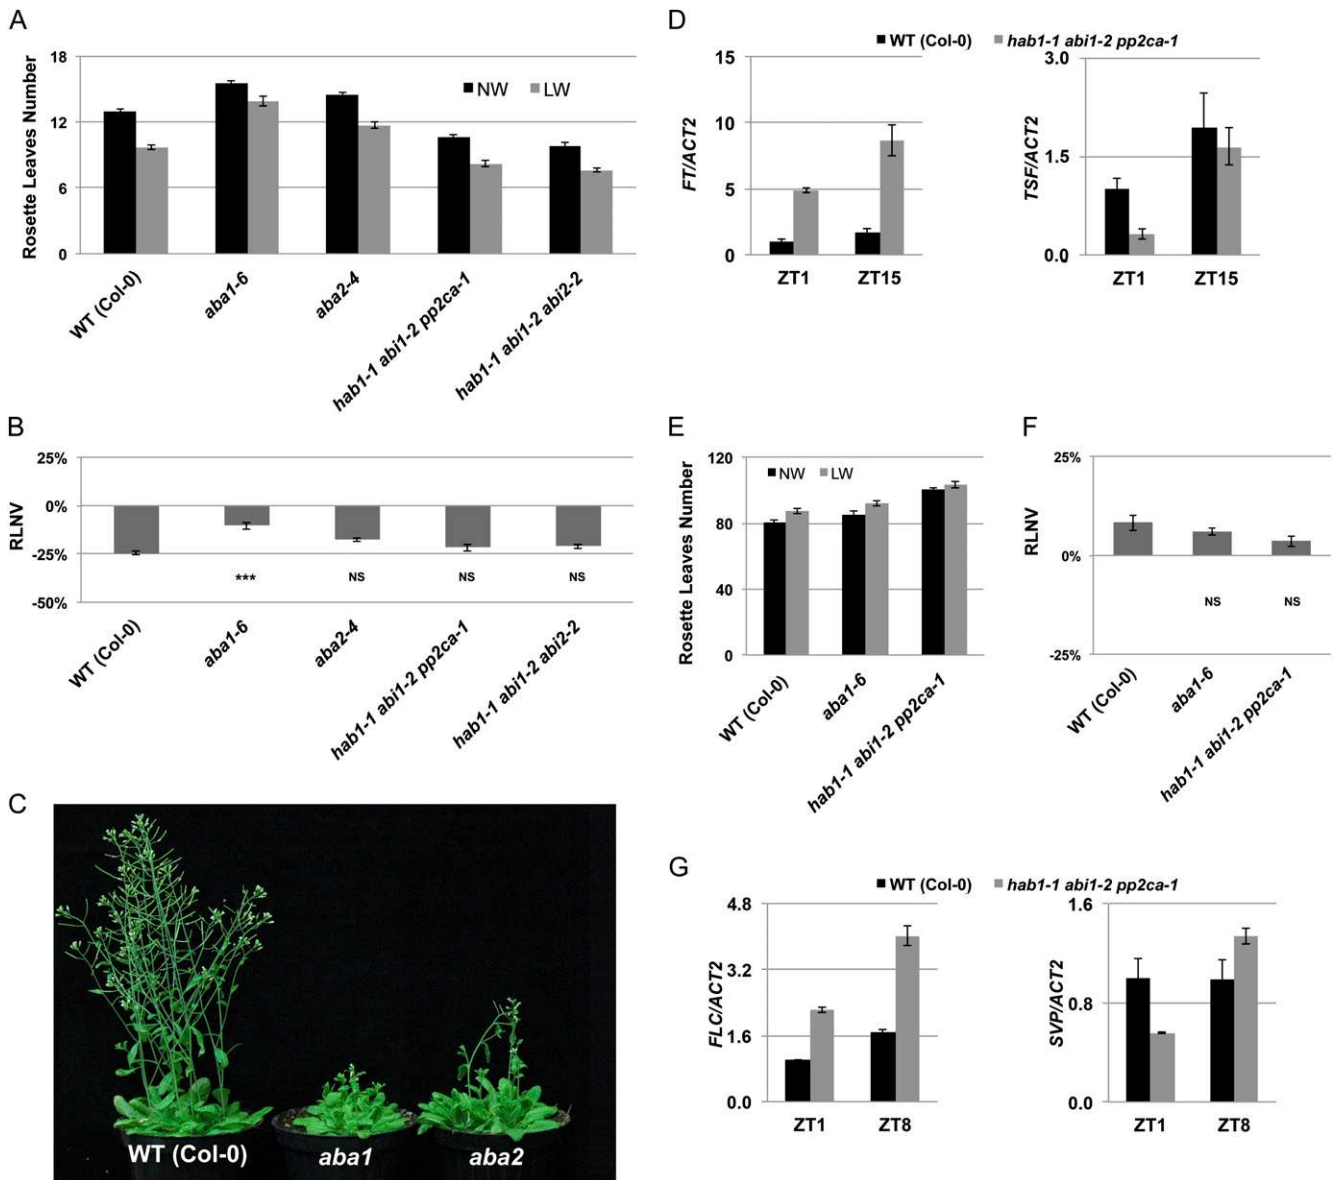 A
18
12
6
0
Rosette Leaves Number
NW LW
WT (Col-0)
aba1-6
aba2-4
hab1-1 abi1-2 pp2ca-1
hab1-1 abi1-2 abi2-2
B
25%
0%
-25%
-50%
RLNV
*** NS NS NS
WT (Col-0)
aba1-6
aba2-4
hab1-1 abi1-2 pp2ca-1
hab1-1 abi1-2 abi2-2
C
WT (Col-0) aba1 aba2
D
WT (Col-0) hab1-1 abi1-2 pp2ca-1
15
10
5
0
FT/ACT2
ZT1 ZT15
3.0
1.5
0.0
TSF/ACT2
ZT1 ZT15
E
120
80
40
0
Rosette Leaves Number
NW LW
WT (Col-0)
aba1-6
hab1-1 abi1-2 pp2ca-1
F
25%
0%
-25%
RLNV
NS NS
WT (Col-0)
aba1-6
hab1-1 abi1-2 pp2ca-1
G
WT (Col-0) hab1-1 abi1-2 pp2ca-1
4.8
3.2
1.6
0.0
FLC/ACT2
ZT1 ZT8
1.6
0.8
0.0
SVP/ACT2
ZT1 ZT8